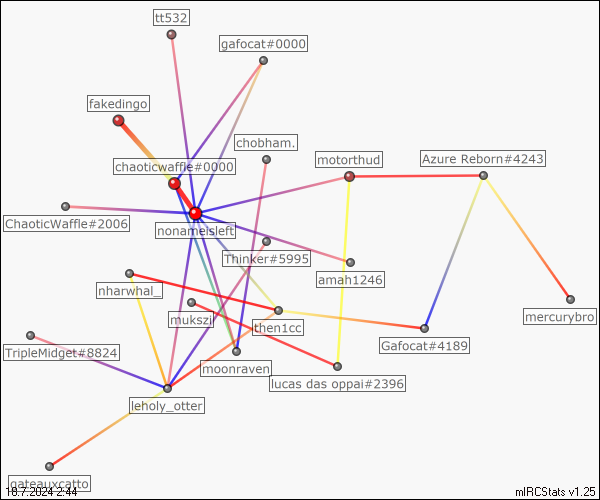 tt532
gafocat#0000
fakedingo
chobham.
chaoticwaffle#0000
motorthud
Azure Reborn#4243
ChaoticWaffle#2006
nonameisleft
Thinker#5995
amah1246
nharwhal_
mukszi
then1cc
mercurybro
TripleMidget#8824
moonraven
Gafocat#4189
lucas das oppai#2396
leholy_otter
gateauxcatto
18.7.2024 2:44
mIRCStats v1.25